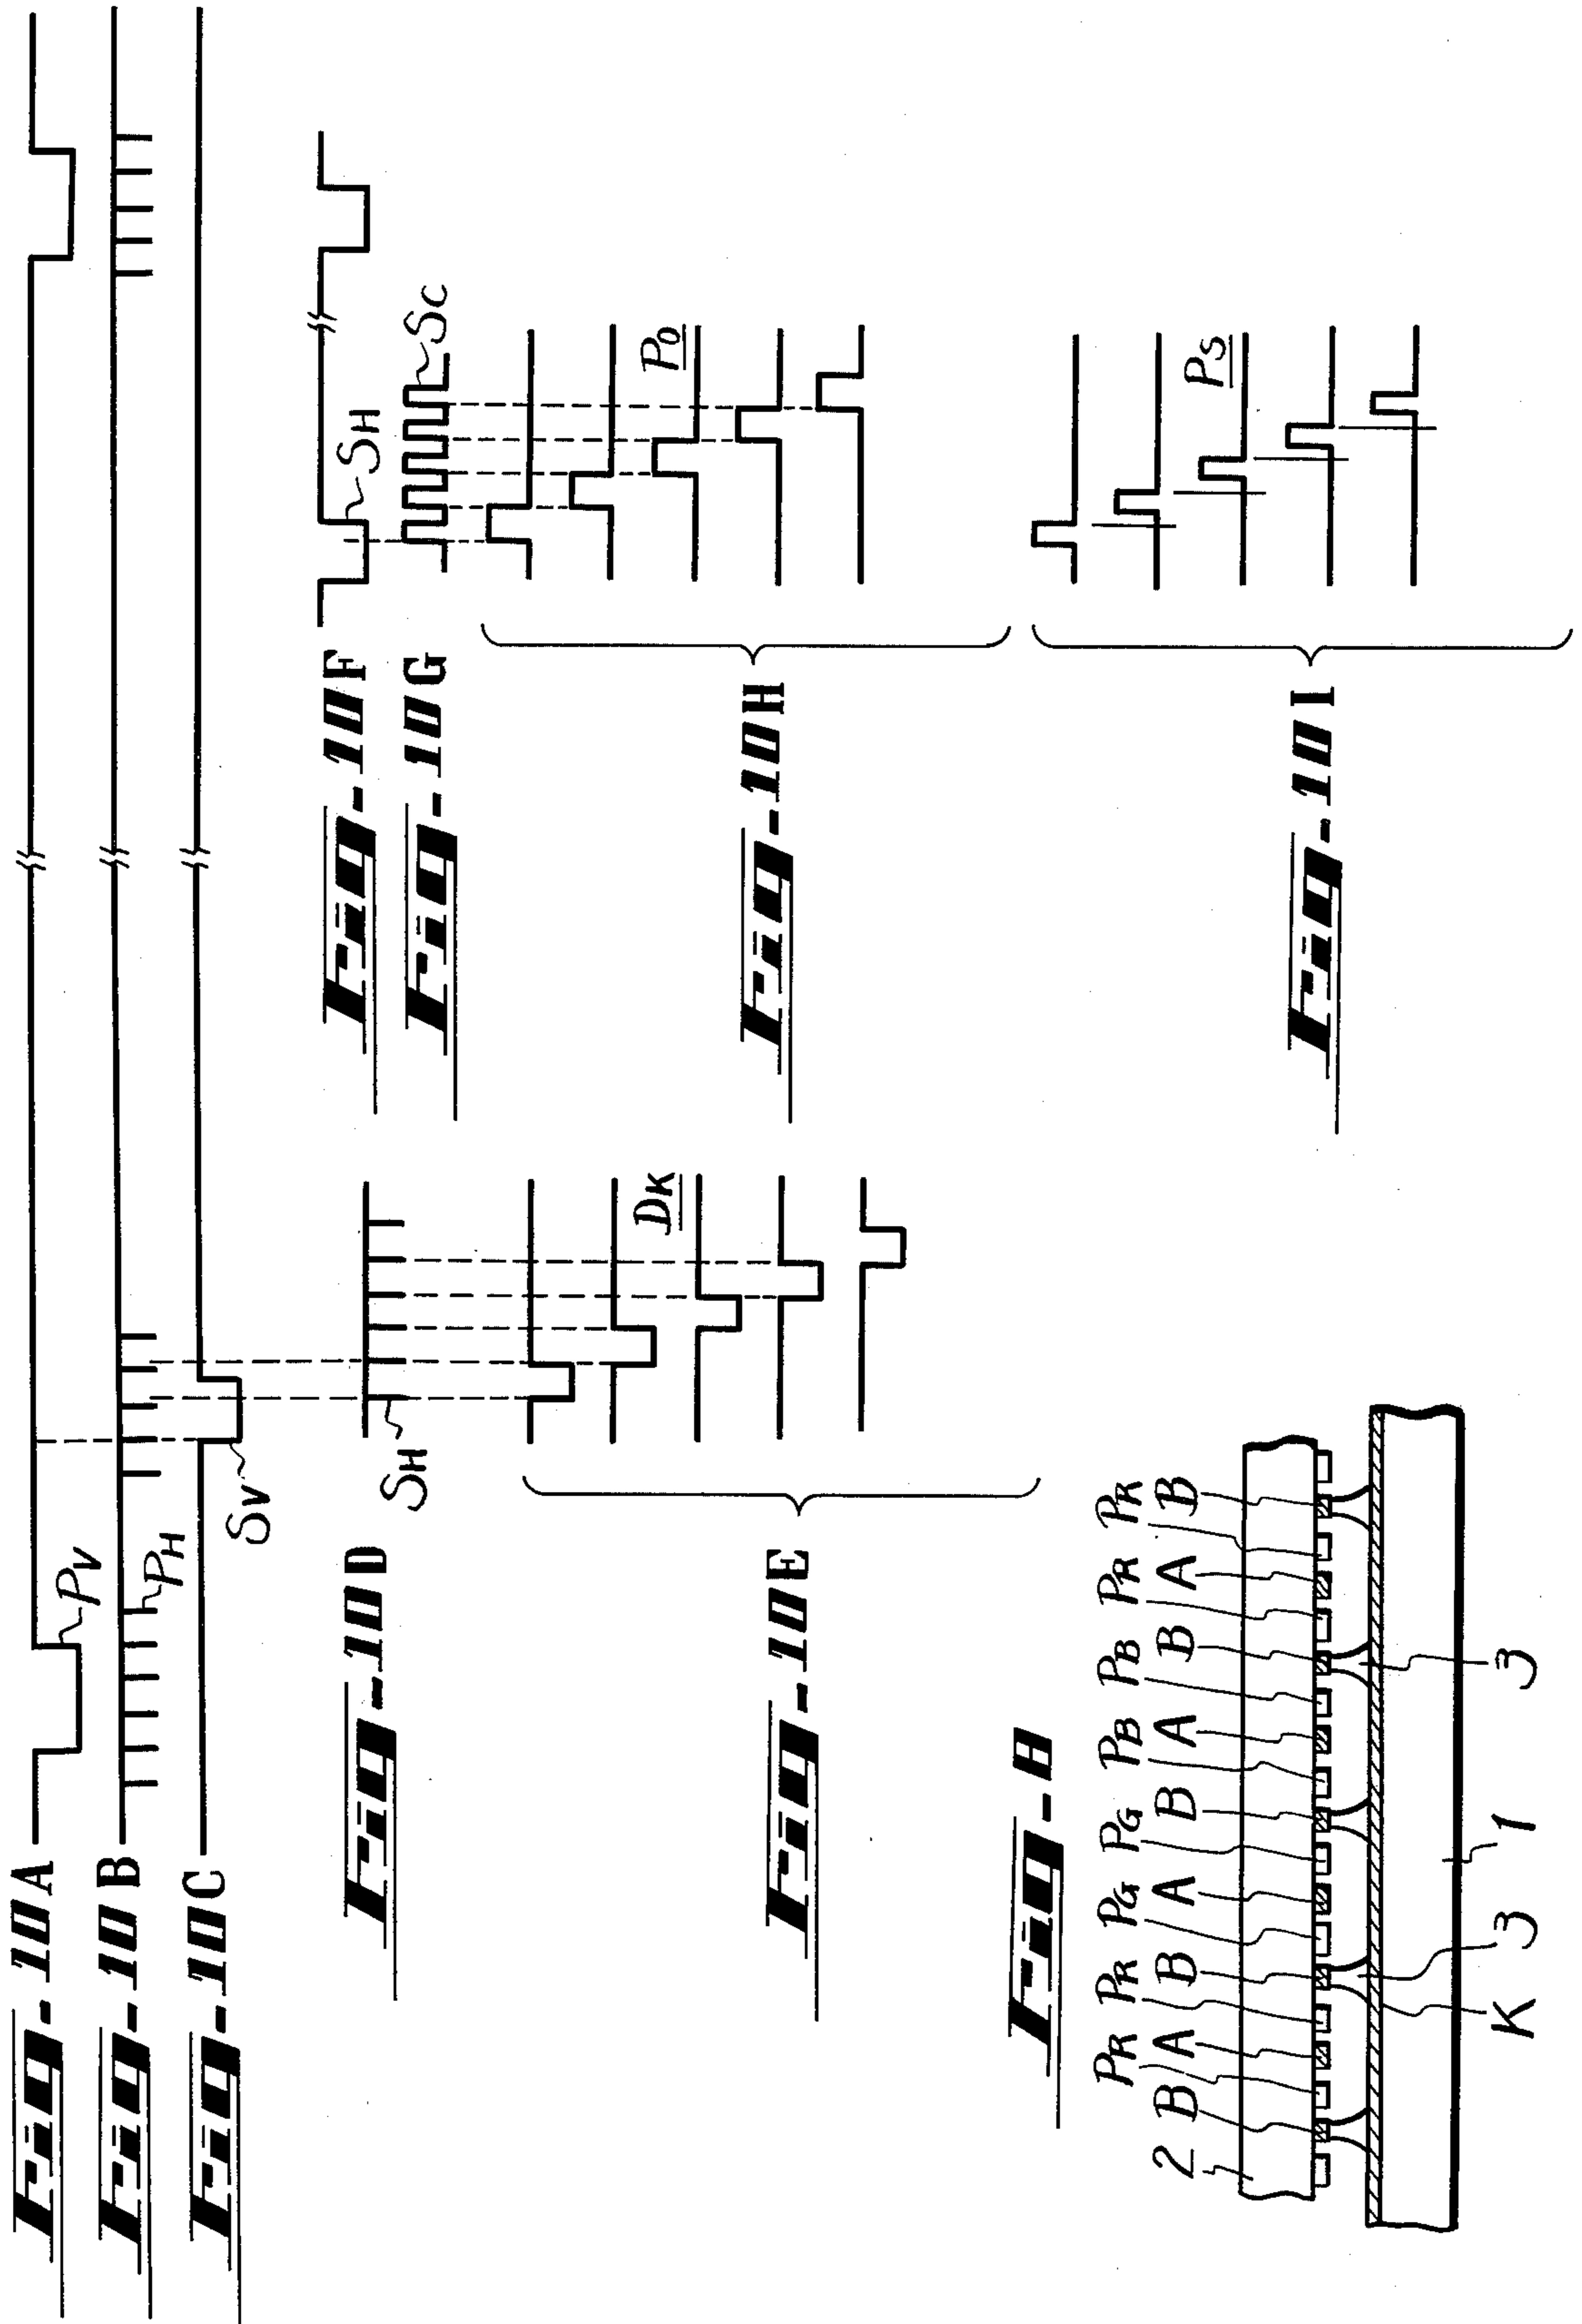 Fig-10A
PV
Fig-10B
PH
Fig-10C
SV
Fig-10D
SH
Fig-10E
DK
Fig-10F
SH
Fig-10G
SC
Fig-10H
PO
Fig-10I
PS
Fig-8
PR PR PG PG PB PB PR PR
2 B A B A B A B A B
K 3 1 3